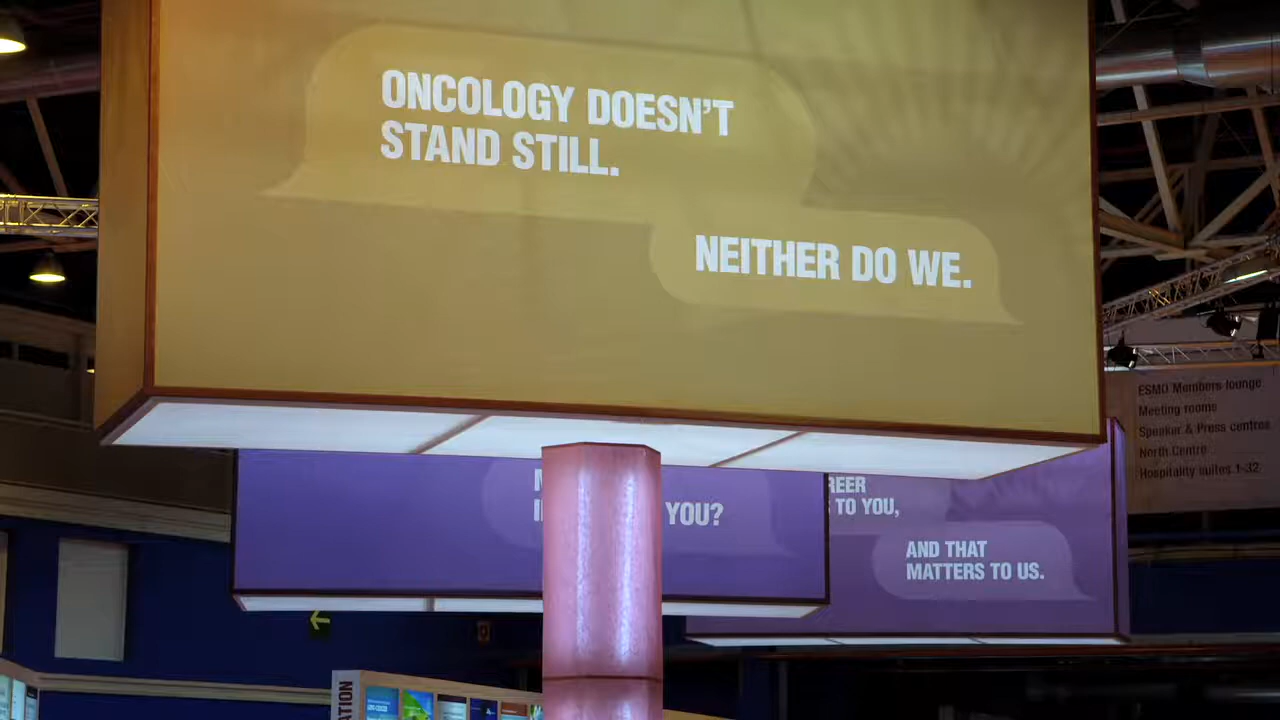 ONCOLOGY DOESN'T
STAND STILL.
NEITHER DO WE.
ESMO Members lounge
Meeting rooms
Speaker & Press centres
North Centre
Hospitality suites 1-32
YOU?
TO YOU,
AND THAT
MATTERS TO US.